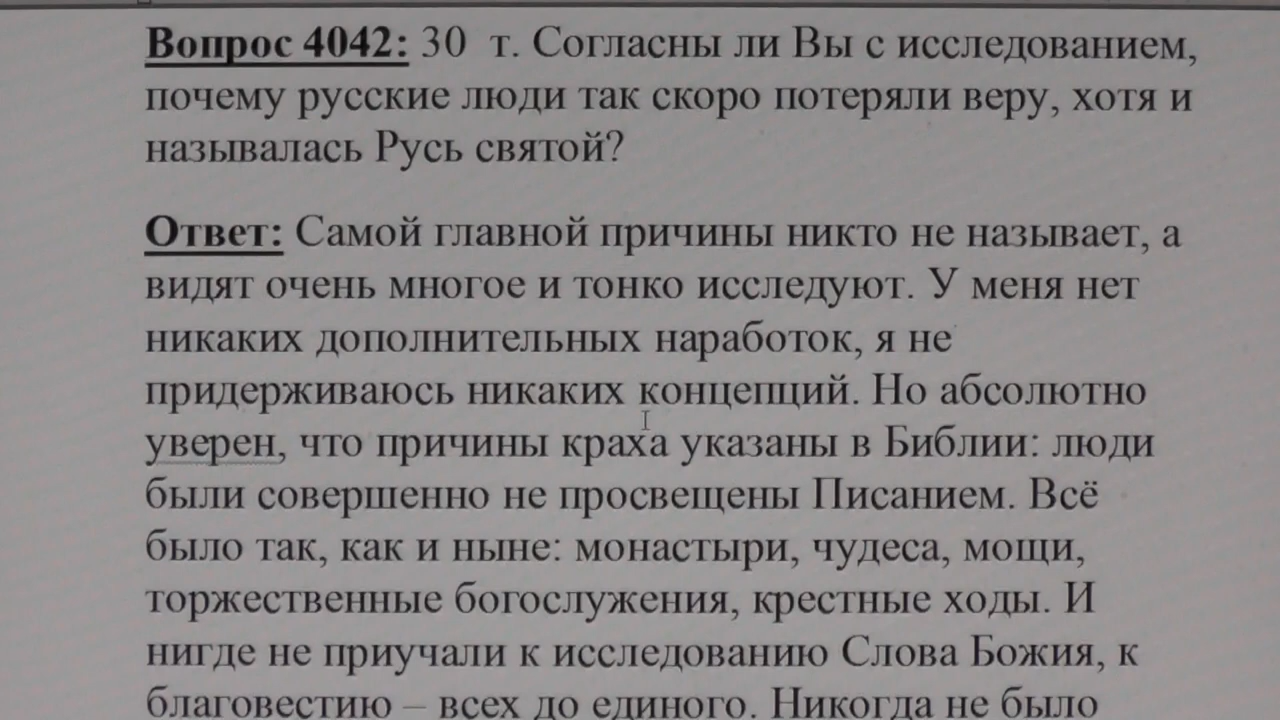 Вопрос 4042: 30 т. Согласны ли Вы с исследованием,
почему русские люди так скоро потеряли веру, хотя и
называлась Русь святой?
Ответ: Самой главной причины никто не называет, а
видят очень многое и тонко исследуют. У меня нет
никаких дополнительных наработок, я не
придерживаюсь никаких концепций. Но абсолютно
уверен, что причины краха указаны в Библии: люди
были совершенно не просвещены Писанием. Всё
было так, как и ныне: монастыри, чудеса, мощи,
торжественные богослужения, крестные ходы. И
нигде не приучали к исследованию Слова Божия, к
благовестию – всех до единого. Никогда не было